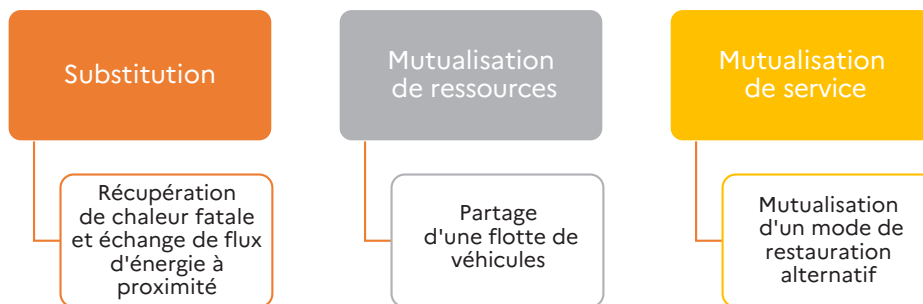 Substitution
Récupération
de chaleur fatale
et échange de flux
d'énergie à
proximité
Mutualisation
de ressources
Partage
d'une flotte de
véhicules
Mutualisation
de service
Mutualisation
d'un mode de
restauration
alternatif